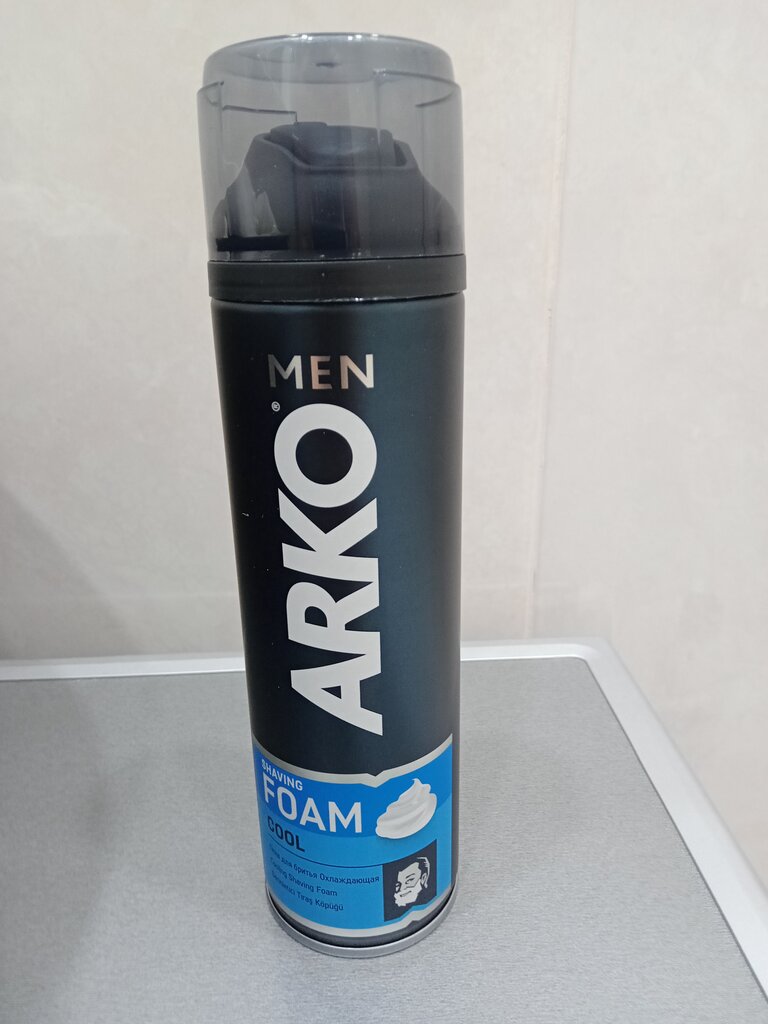 MEN
ARKO
®
SHAVING
FOAM
COOL
Пена для бритья Охлаждающая
Cooling Shaving Foam
Serinletici Tıraş Köpüğü